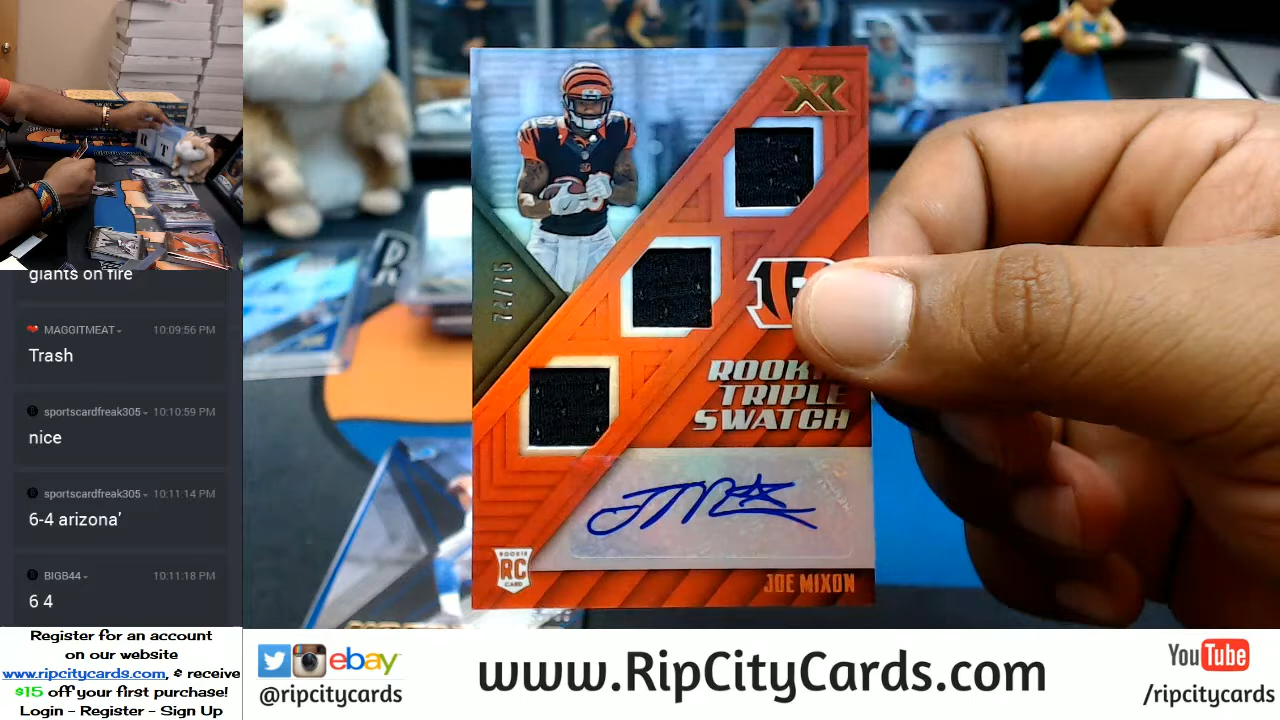 giants on fire
MAGGITMEAT
10:09:56 PM
Trash
sportscardfreak305
10:10:59 PM
nice
sportscardfreak305
10:11:14 PM
6-4 arizona'
BIGB44
10:11:18 PM
6 4
Register for an account
on our website
www.ripcitycards.com, & receive
$15 off your first purchase!
Login - Register - Sign Up
XR
TRIPLE
SWATCH
ROOKIE
RC
CARD
JOE MIXON
ebay
@ripcitycards
www.RipCityCards.com
YouTube
/ripcitycards